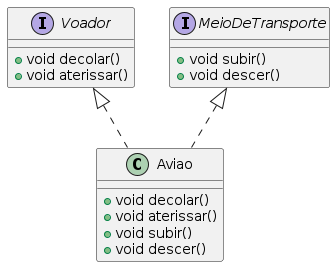 I Voador
void decolar()
void aterissar()
I MeioDeTransporte
void subir()
void descer()
C Aviao
void decolar()
void aterissar()
void subir()
void descer()